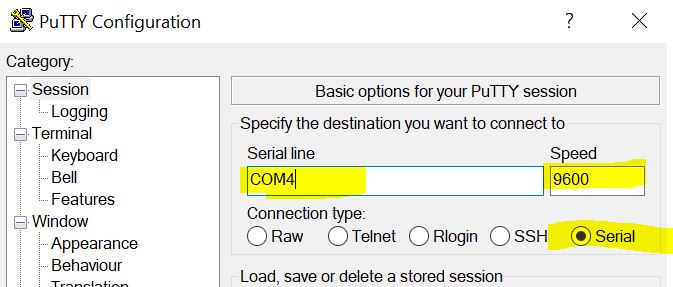 PuTTY Configuration ? ×
Category:
Session
Logging
Terminal
Keyboard
Bell
Features
Window
Appearance
Behaviour
Translation
Basic options for your PuTTY session
Specify the destination you want to connect to
Serial line Speed
COM4 9600
Connection type:
Raw Telnet Rlogin SSH Serial
Load, save or delete a stored session